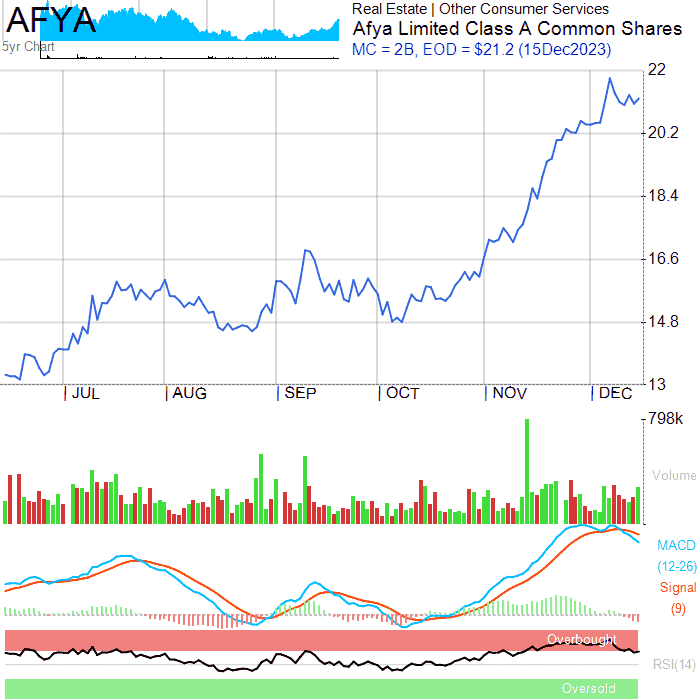 AFYA
5yr Chart
Real Estate | Other Consumer Services
Afya Limited Class A Common Shares
MC = 2B, EOD = $21.2 (15Dec2023)
22
20.2
18.4
16.6
14.8
13
JUL AUG SEP OCT NOV DEC
798k
Volume
MACD
(12-26)
Signal
(9)
Overbought
RSI(14)
Oversold